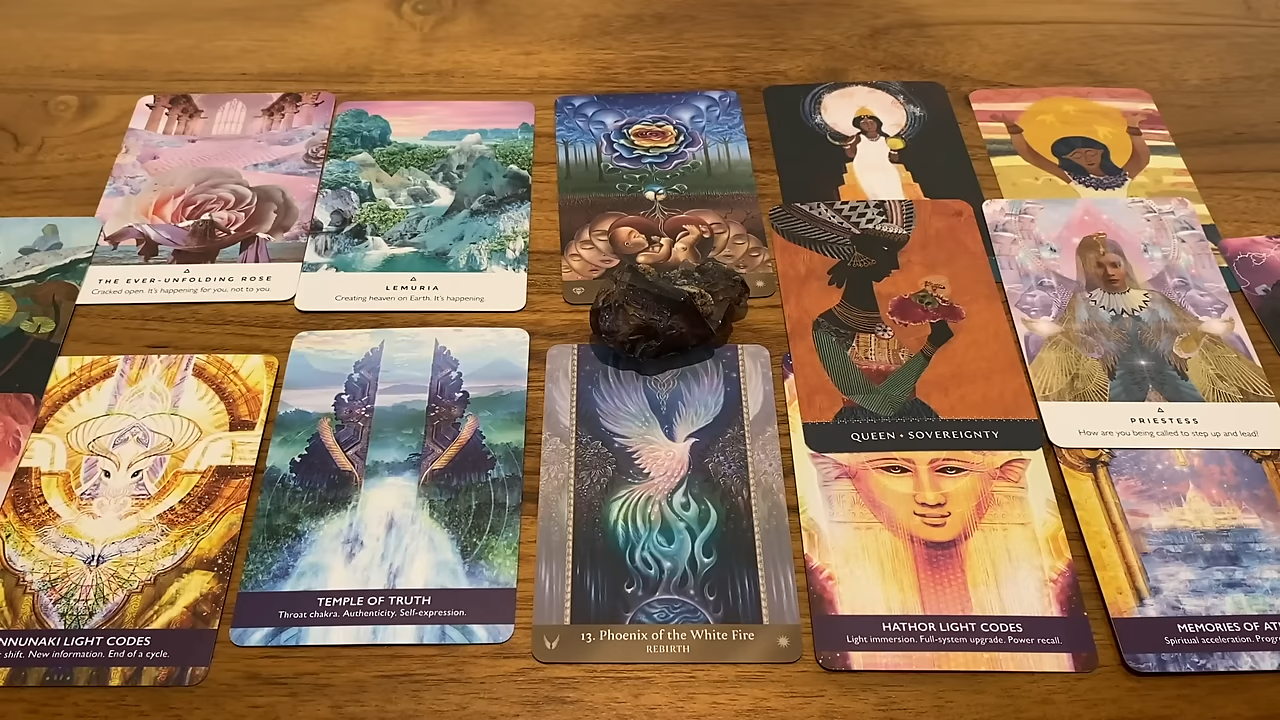 THE EVER-UNFOLDING ROSE
Cracked open. It's happening for you, not to you.
LEMURIA
Creating heaven on Earth. It's happening.
QUEEN • SOVEREIGNTY
PRIESTESS
How are you being called to step up and lead?
NNUNAKI LIGHT CODES
shift. New information. End of a cycle.
TEMPLE OF TRUTH
Throat chakra. Authenticity. Self-expression.
13. Phoenix of the White Fire
REBIRTH
HATHOR LIGHT CODES
Light immersion. Full-system upgrade. Power recall.
MEMORIES OF AT
Spiritual acceleration. Prog